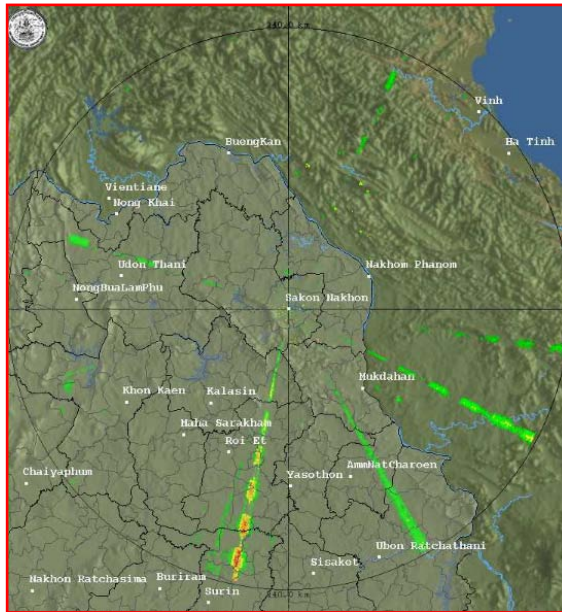 240.0 km
Vinh
Ha Tinh
BuengKan
Vientiane
Nong Khai
Udon Thani
Nakhom Phanom
NongBuaLamPhu
Sakon Nakhon
Mukdahan
Khon Kaen
Kalasin
Maha Sarakham
Roi Et
Chaiyaphum
Yasothon
AmnNatCharoen
Ubon Ratchathani
Sisaket
Nakhon Ratchasima
Buriram
Surin
240.0 km